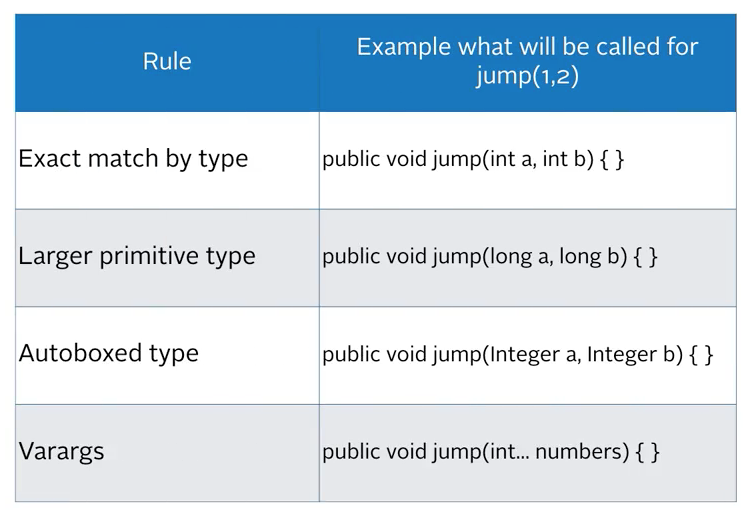 Rule
Example what will be called for
jump(1,2)
Exact match by type
public void jump(int a, int b) { }
Larger primitive type
public void jump(long a, long b) { }
Autoboxed type
public void jump(Integer a, Integer b) { }
Varargs
public void jump(int... numbers) { }